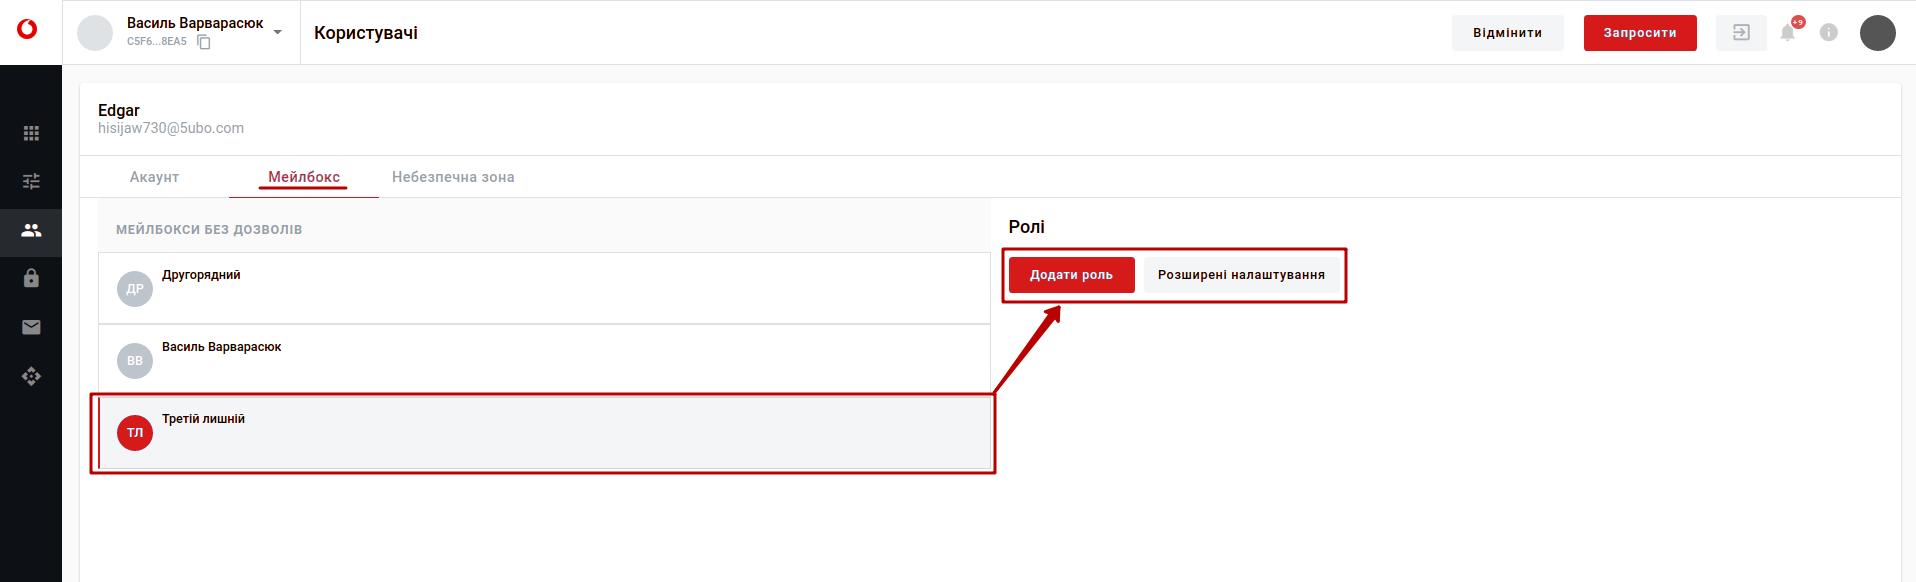 Василь Варварасюк
C5F6...8EA5
Користувачі
Відмінити
Запросити
+9
Edgar
hisijaw730@5ubo.com
Акаунт
Мейлбокс
Небезпечна зона
МЕЙЛБОКСИ БЕЗ ДОЗВОЛІВ
ДР
Другорядний
ВВ
Василь Варварасюк
ТЛ
Третій лишній
Ролі
Додати роль
Розширені налаштування